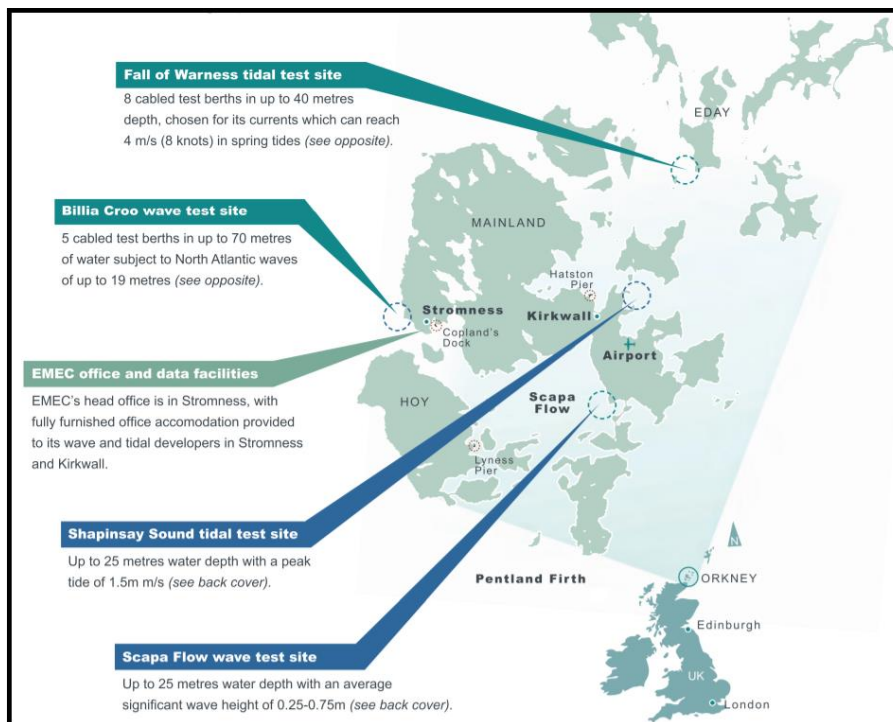 Fall of Warness tidal test site
8 cabled test berths in up to 40 metres
depth, chosen for its currents which can reach
4 m/s (8 knots) in spring tides (see opposite).
EDAY
Billia Croo wave test site
5 cabled test berths in up to 70 metres
of water subject to North Atlantic waves
of up to 19 metres (see opposite).
MAINLAND
Hatston
Pier
Stromness
Kirkwall
Copland's
Dock
Airport
EMEC office and data facilities
EMEC's head office is in Stromness, with
fully furnished office accomodation provided
to its wave and tidal developers in Stromness
and Kirkwall.
HOY
Scapa
Flow
Lyness
Pier
Shapinsay Sound tidal test site
Up to 25 metres water depth with a peak
tide of 1.5m m/s (see back cover).
N
Pentland Firth
ORKNEY
Edinburgh
UK
London
Scapa Flow wave test site
Up to 25 metres water depth with an average
significant wave height of 0.25-0.75m (see back cover).